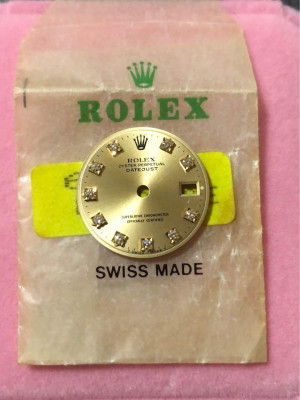 ROLEX
ROLEX
OYSTER PERPETUAL
DATEJUST
SUPERLATIVE CHRONOMETER
OFFICIALLY CERTIFIED
SWISS MADE